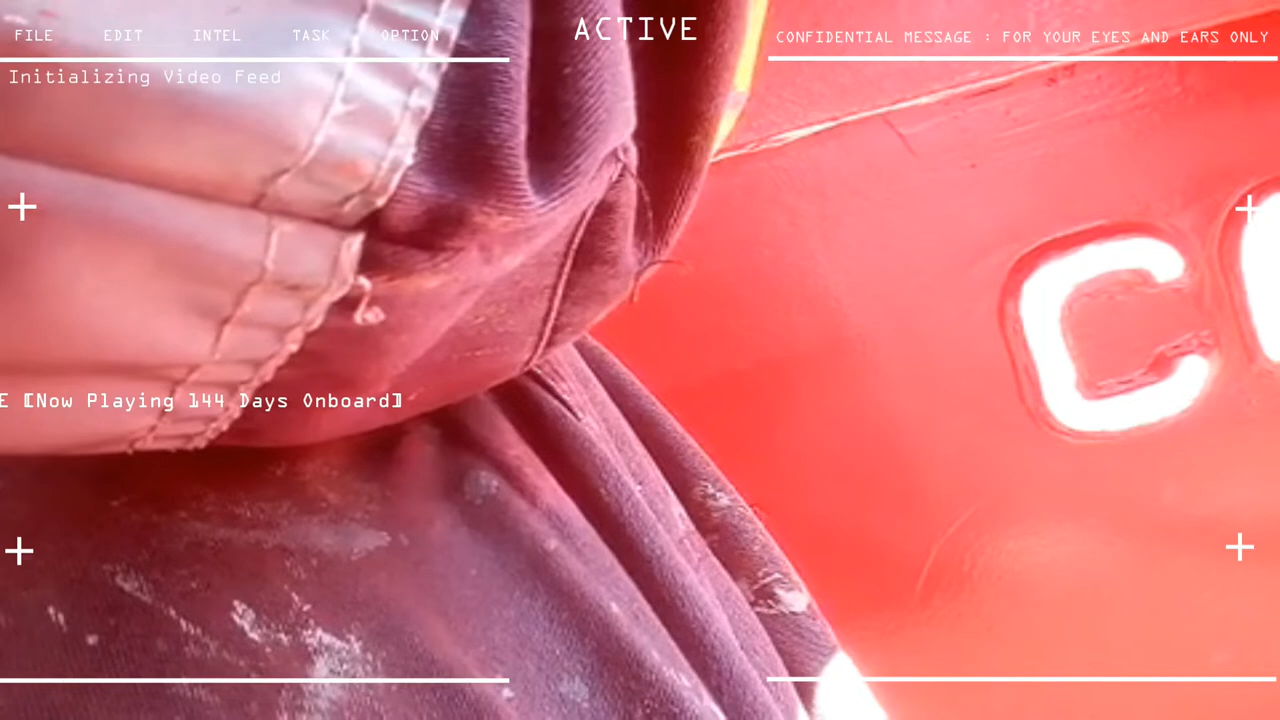 FILE EDIT INTEL TASK OPTION
ACTIVE
CONFIDENTIAL MESSAGE : FOR YOUR EYES AND EARS ONLY
Initializing Video Feed
C
E [Now Playing 144 Days Onboard]